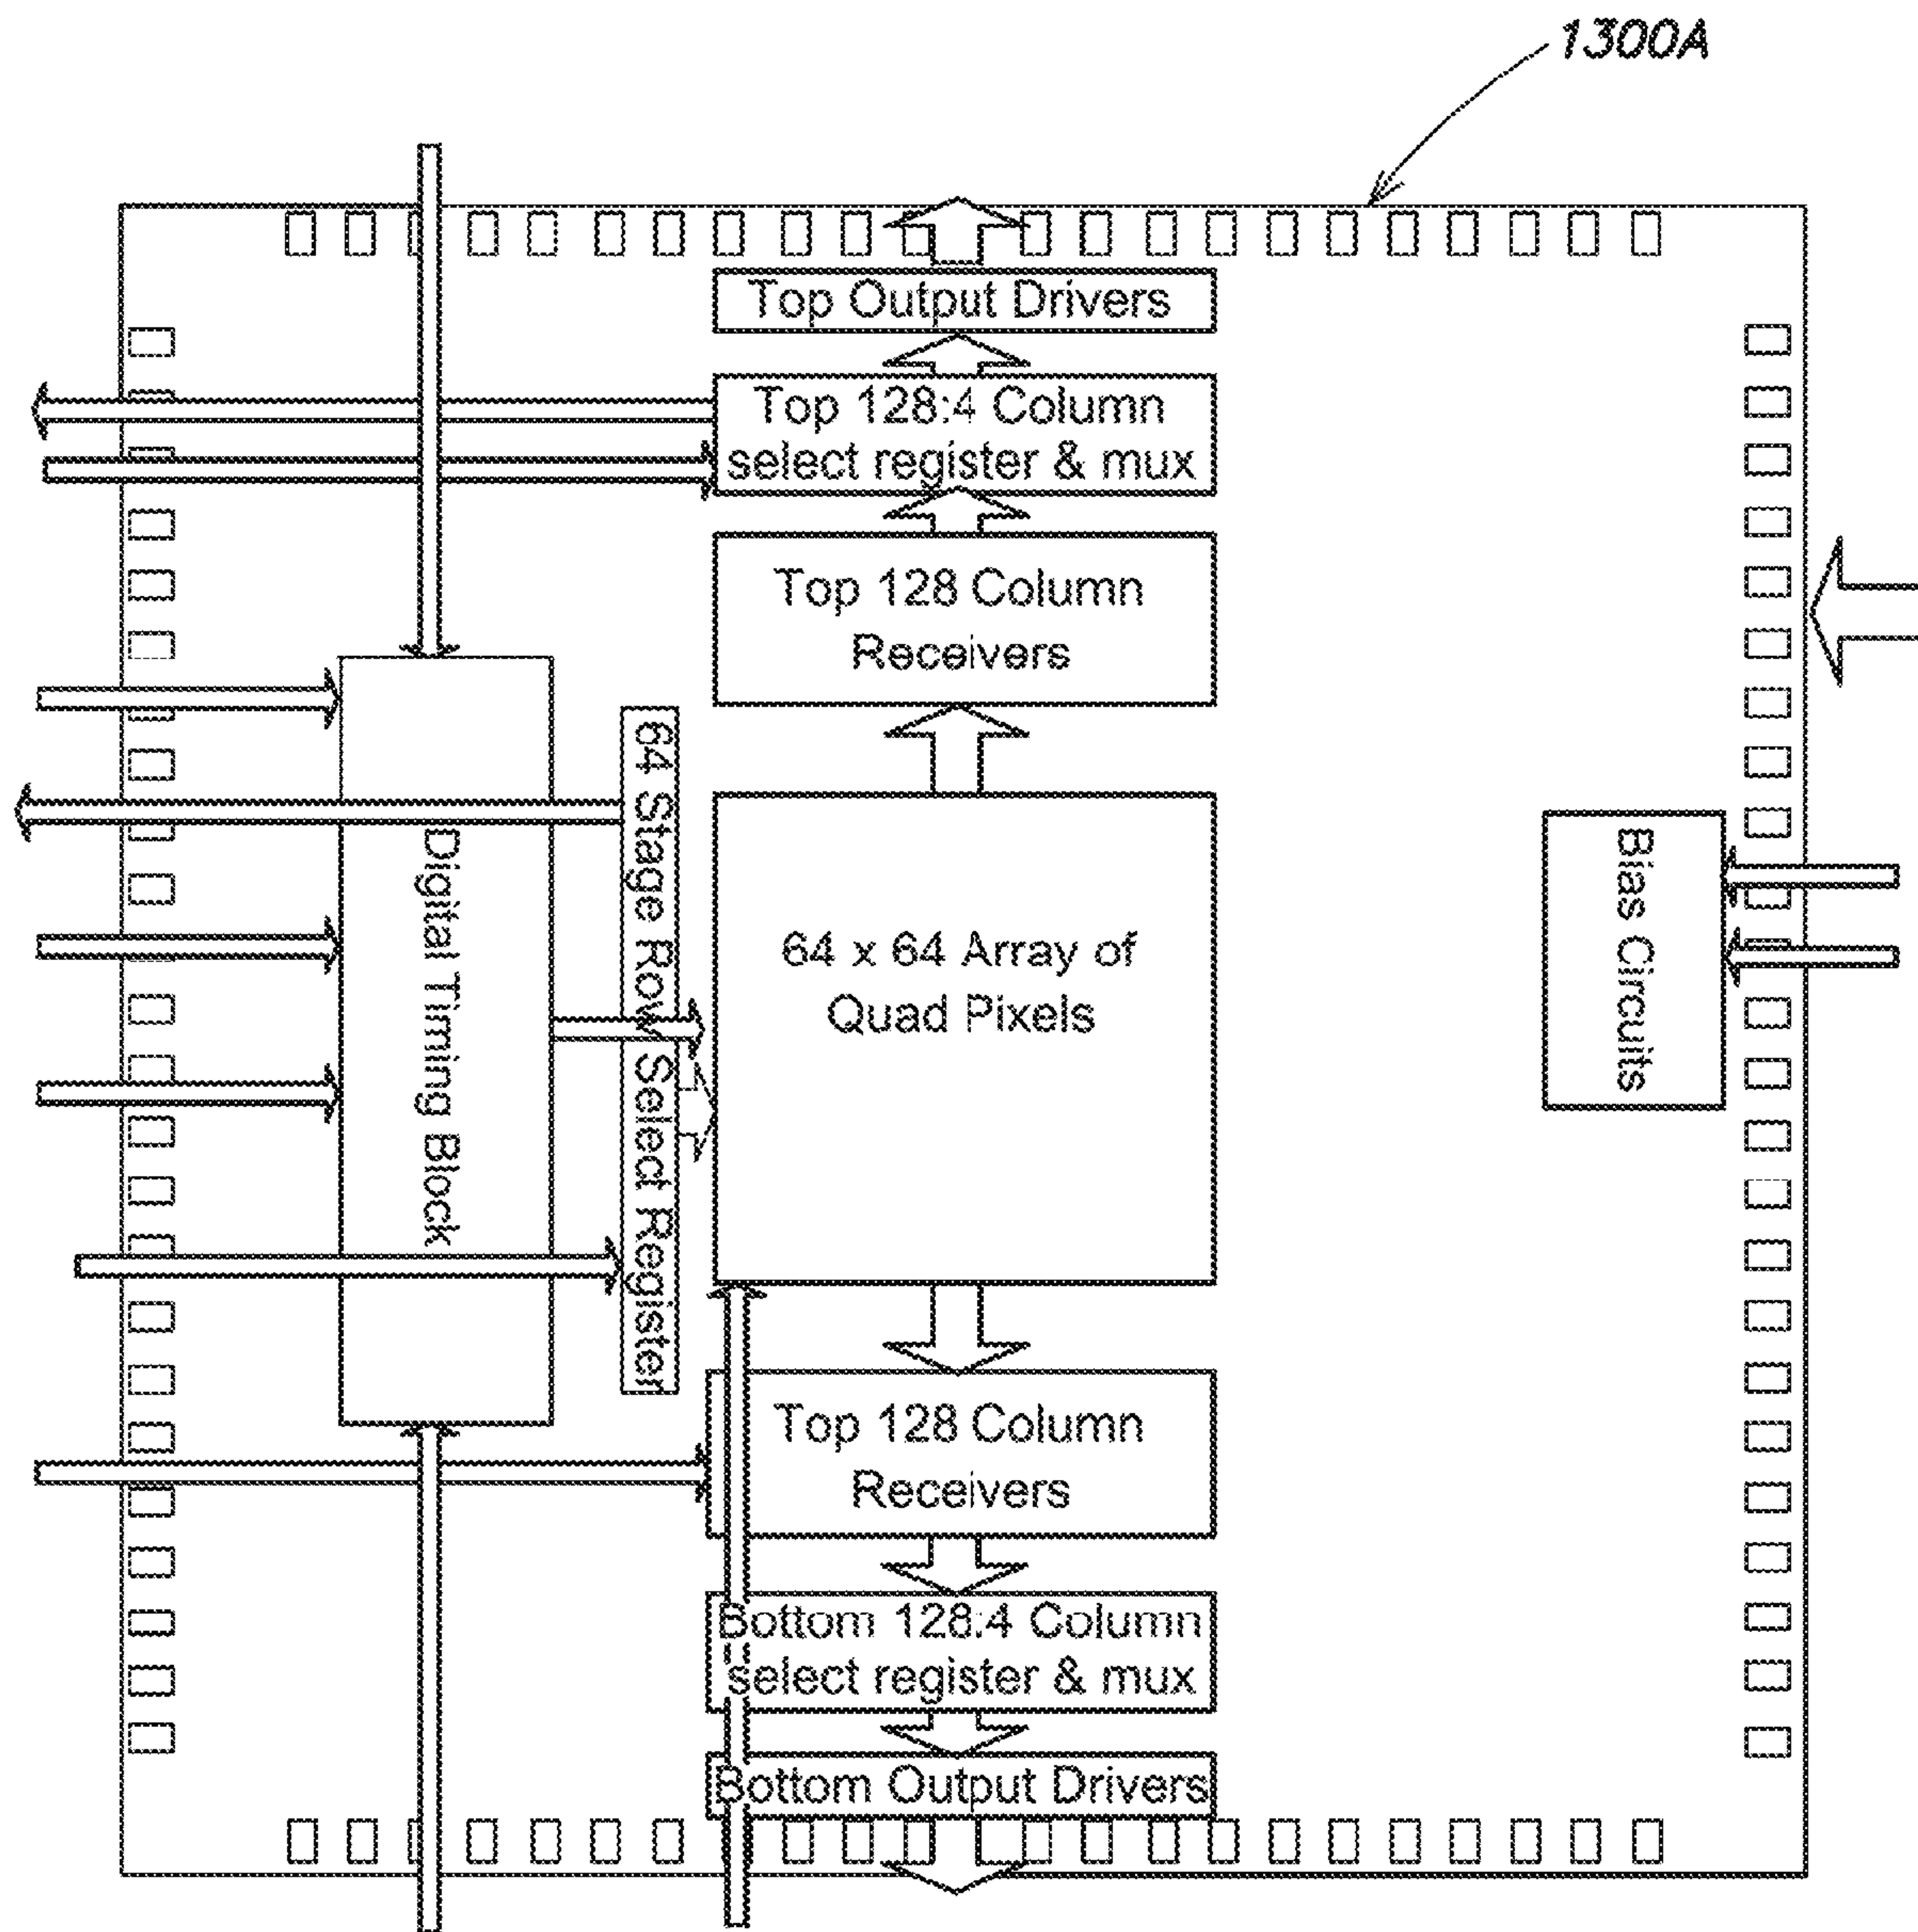 1300A
Top Output Drivers
Top 128:4 Column
select register & mux
Top 128 Column
Receivers
64 Stage Row Select Register
Digital Timing Block
64 x 64 Array of
Quad Pixels
Bias Circuits
Top 128 Column
Receivers
Bottom 128:4 Column
select register & mux
Bottom Output Drivers